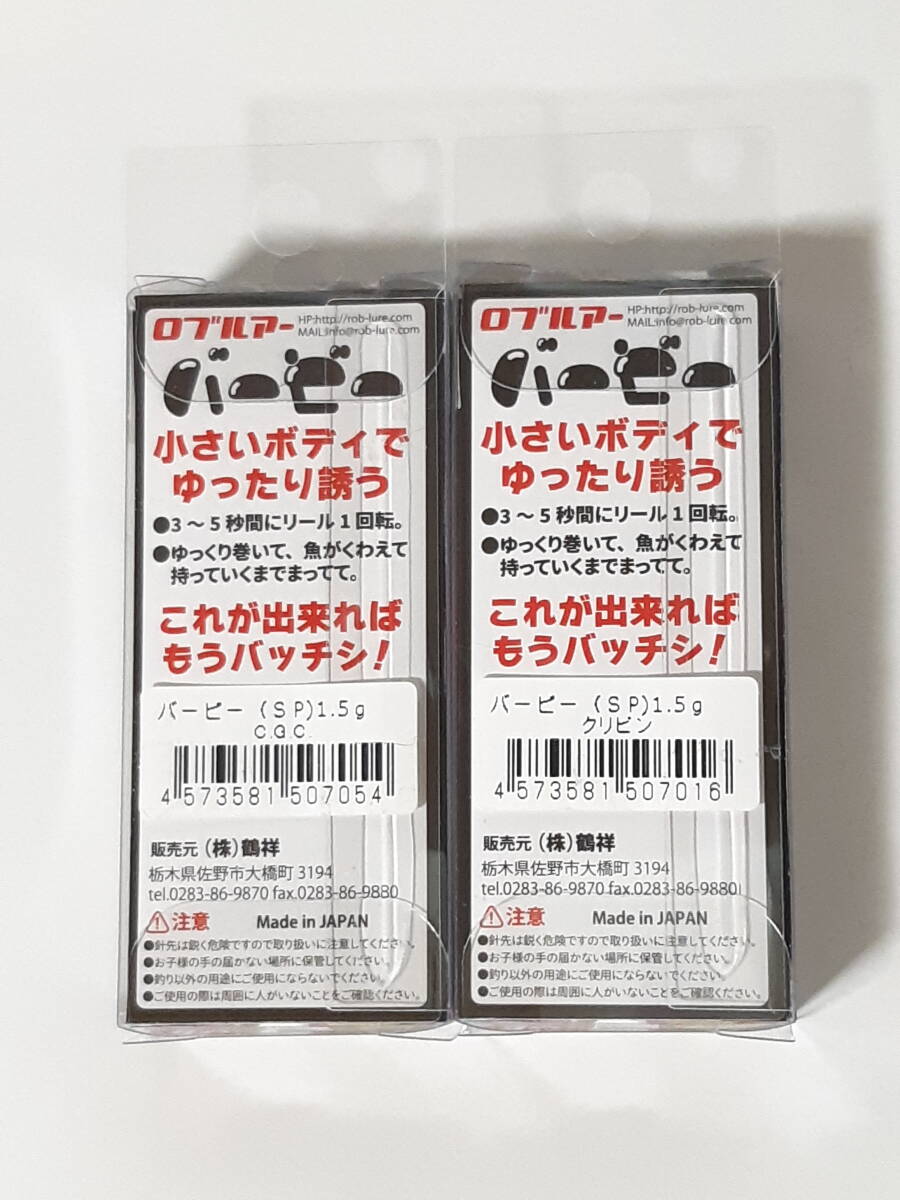 ロブルアー
HP:http://rob-lure.com
MAIL:info@rob-lure.com
バービー
小さいボディで
ゆったり誘う
●3～5秒間にリール1回転。
●ゆっくり巻いて、魚がくわえて
持っていくまでまってて。
これが出来れば
もうバッチシ!
バービー (SP)1.5g
C.G.C.
4 573581 507054
販売元 (株)鶴祥
栃木県佐野市大橋町 3194
tel.0283-86-9870 fax.0283-86-9880
注意
Made in JAPAN
●針先は鋭く危険ですので取り扱いに注意してください。
●お子様の手の届かない場所に保管してください。
●釣り以外の用途にご使用にならないでください。
●ご使用の際は周囲に人がいないことをご確認ください。
ロブルアー
HP:http://rob-lure.com
MAIL:info@rob-lure.com
バービー
小さいボディで
ゆったり誘う
●3～5秒間にリール1回転。
●ゆっくり巻いて、魚がくわえて
持っていくまでまってて。
これが出来れば
もうバッチシ!
バービー (SP)1.5g
クリビン
4 573581 507016
販売元 (株)鶴祥
栃木県佐野市大橋町 3194
tel.0283-86-9870 fax.0283-86-9880
注意
Made in JAPAN
●針先は鋭く危険ですので取り扱いに注意してください。
●お子様の手の届かない場所に保管してください。
●釣り以外の用途にご使用にならないでください。
●ご使用の際は周囲に人がいないことをご確認ください。